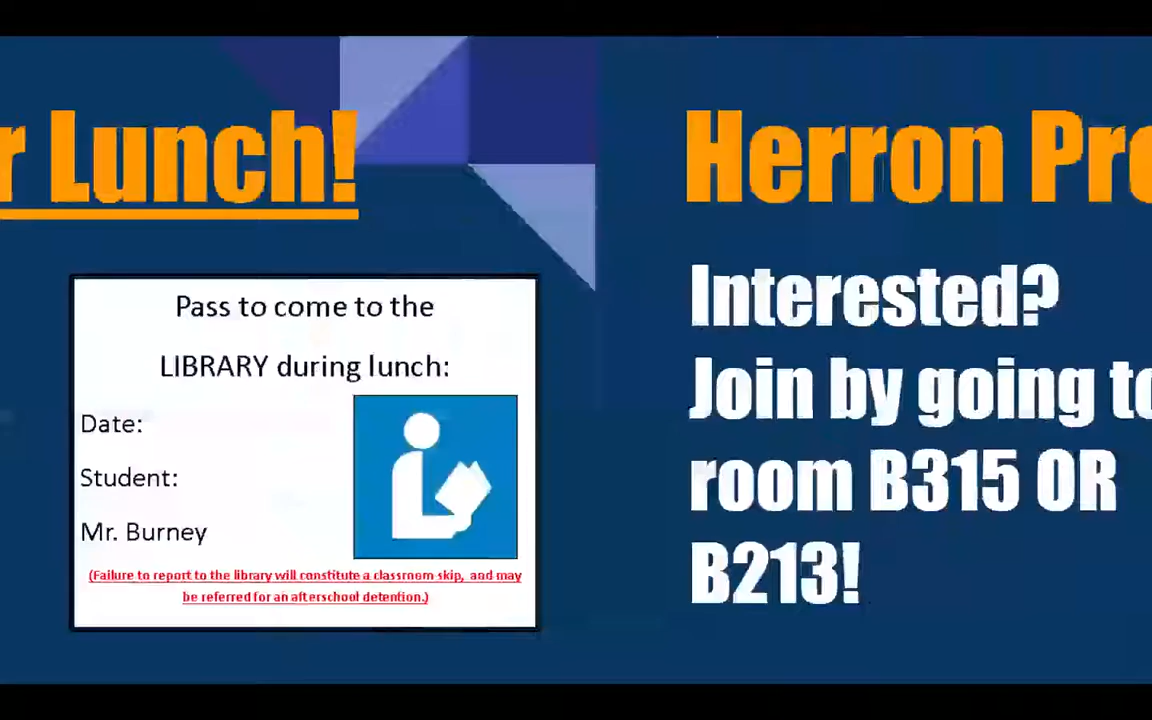 r Lunch!
Pass to come to the
LIBRARY during lunch:
Date:
Student:
Mr. Burney
(Failure to report to the library will constitute a classroom skip, and may
be referred for an afterschool detention.)
Herron Pre
Interested?
Join by going to
room B315 OR
B213!